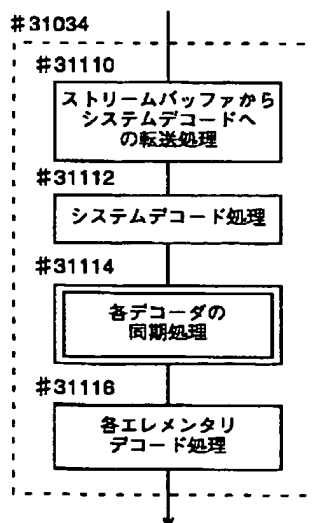 #31034
#31110
ストリームバッファから
システムデコードへ
の転送処理
#31112
システムデコード処理
#31114
各デコーダの
同期処理
#31116
各エレメンタリ
デコード処理